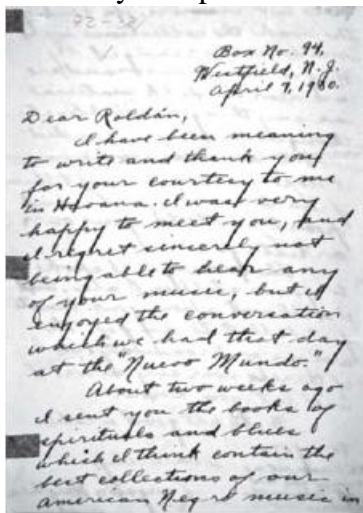 Box No. 94,
Westfield, N.J.
April 1930.
Dear Roldán,
I have been meaning
to write and thank you
for your courtesy to me
in Havana. I was very
happy to meet you, and
I regret sincerely not
being able to hear any
of your music, but I
enjoyed the conversation
which we had that day
at the "Nuevo Mundo."
About two weeks ago
I sent you the books of
spirituals and blues
which I think contain the
best collections of our
American Negro music in